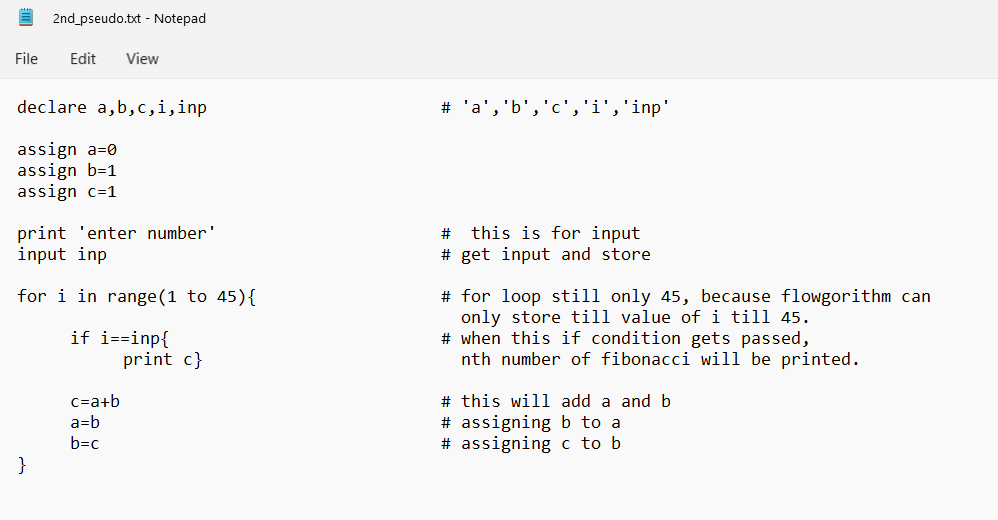 2nd_pseudo.txt - Notepad
File Edit View
declare a,b,c,i,inp # 'a','b','c','i','inp'
assign a=0
assign b=1
assign c=1
print 'enter number' #  this is for input
input inp # get input and store
for i in range(1 to 45){ # for loop still only 45, because flowgorithm can
only store till value of i till 45.
if i==inp{ # when this if condition gets passed,
print c} nth number of fibonacci will be printed.
c=a+b # this will add a and b
a=b # assigning b to a
b=c # assigning c to b
}